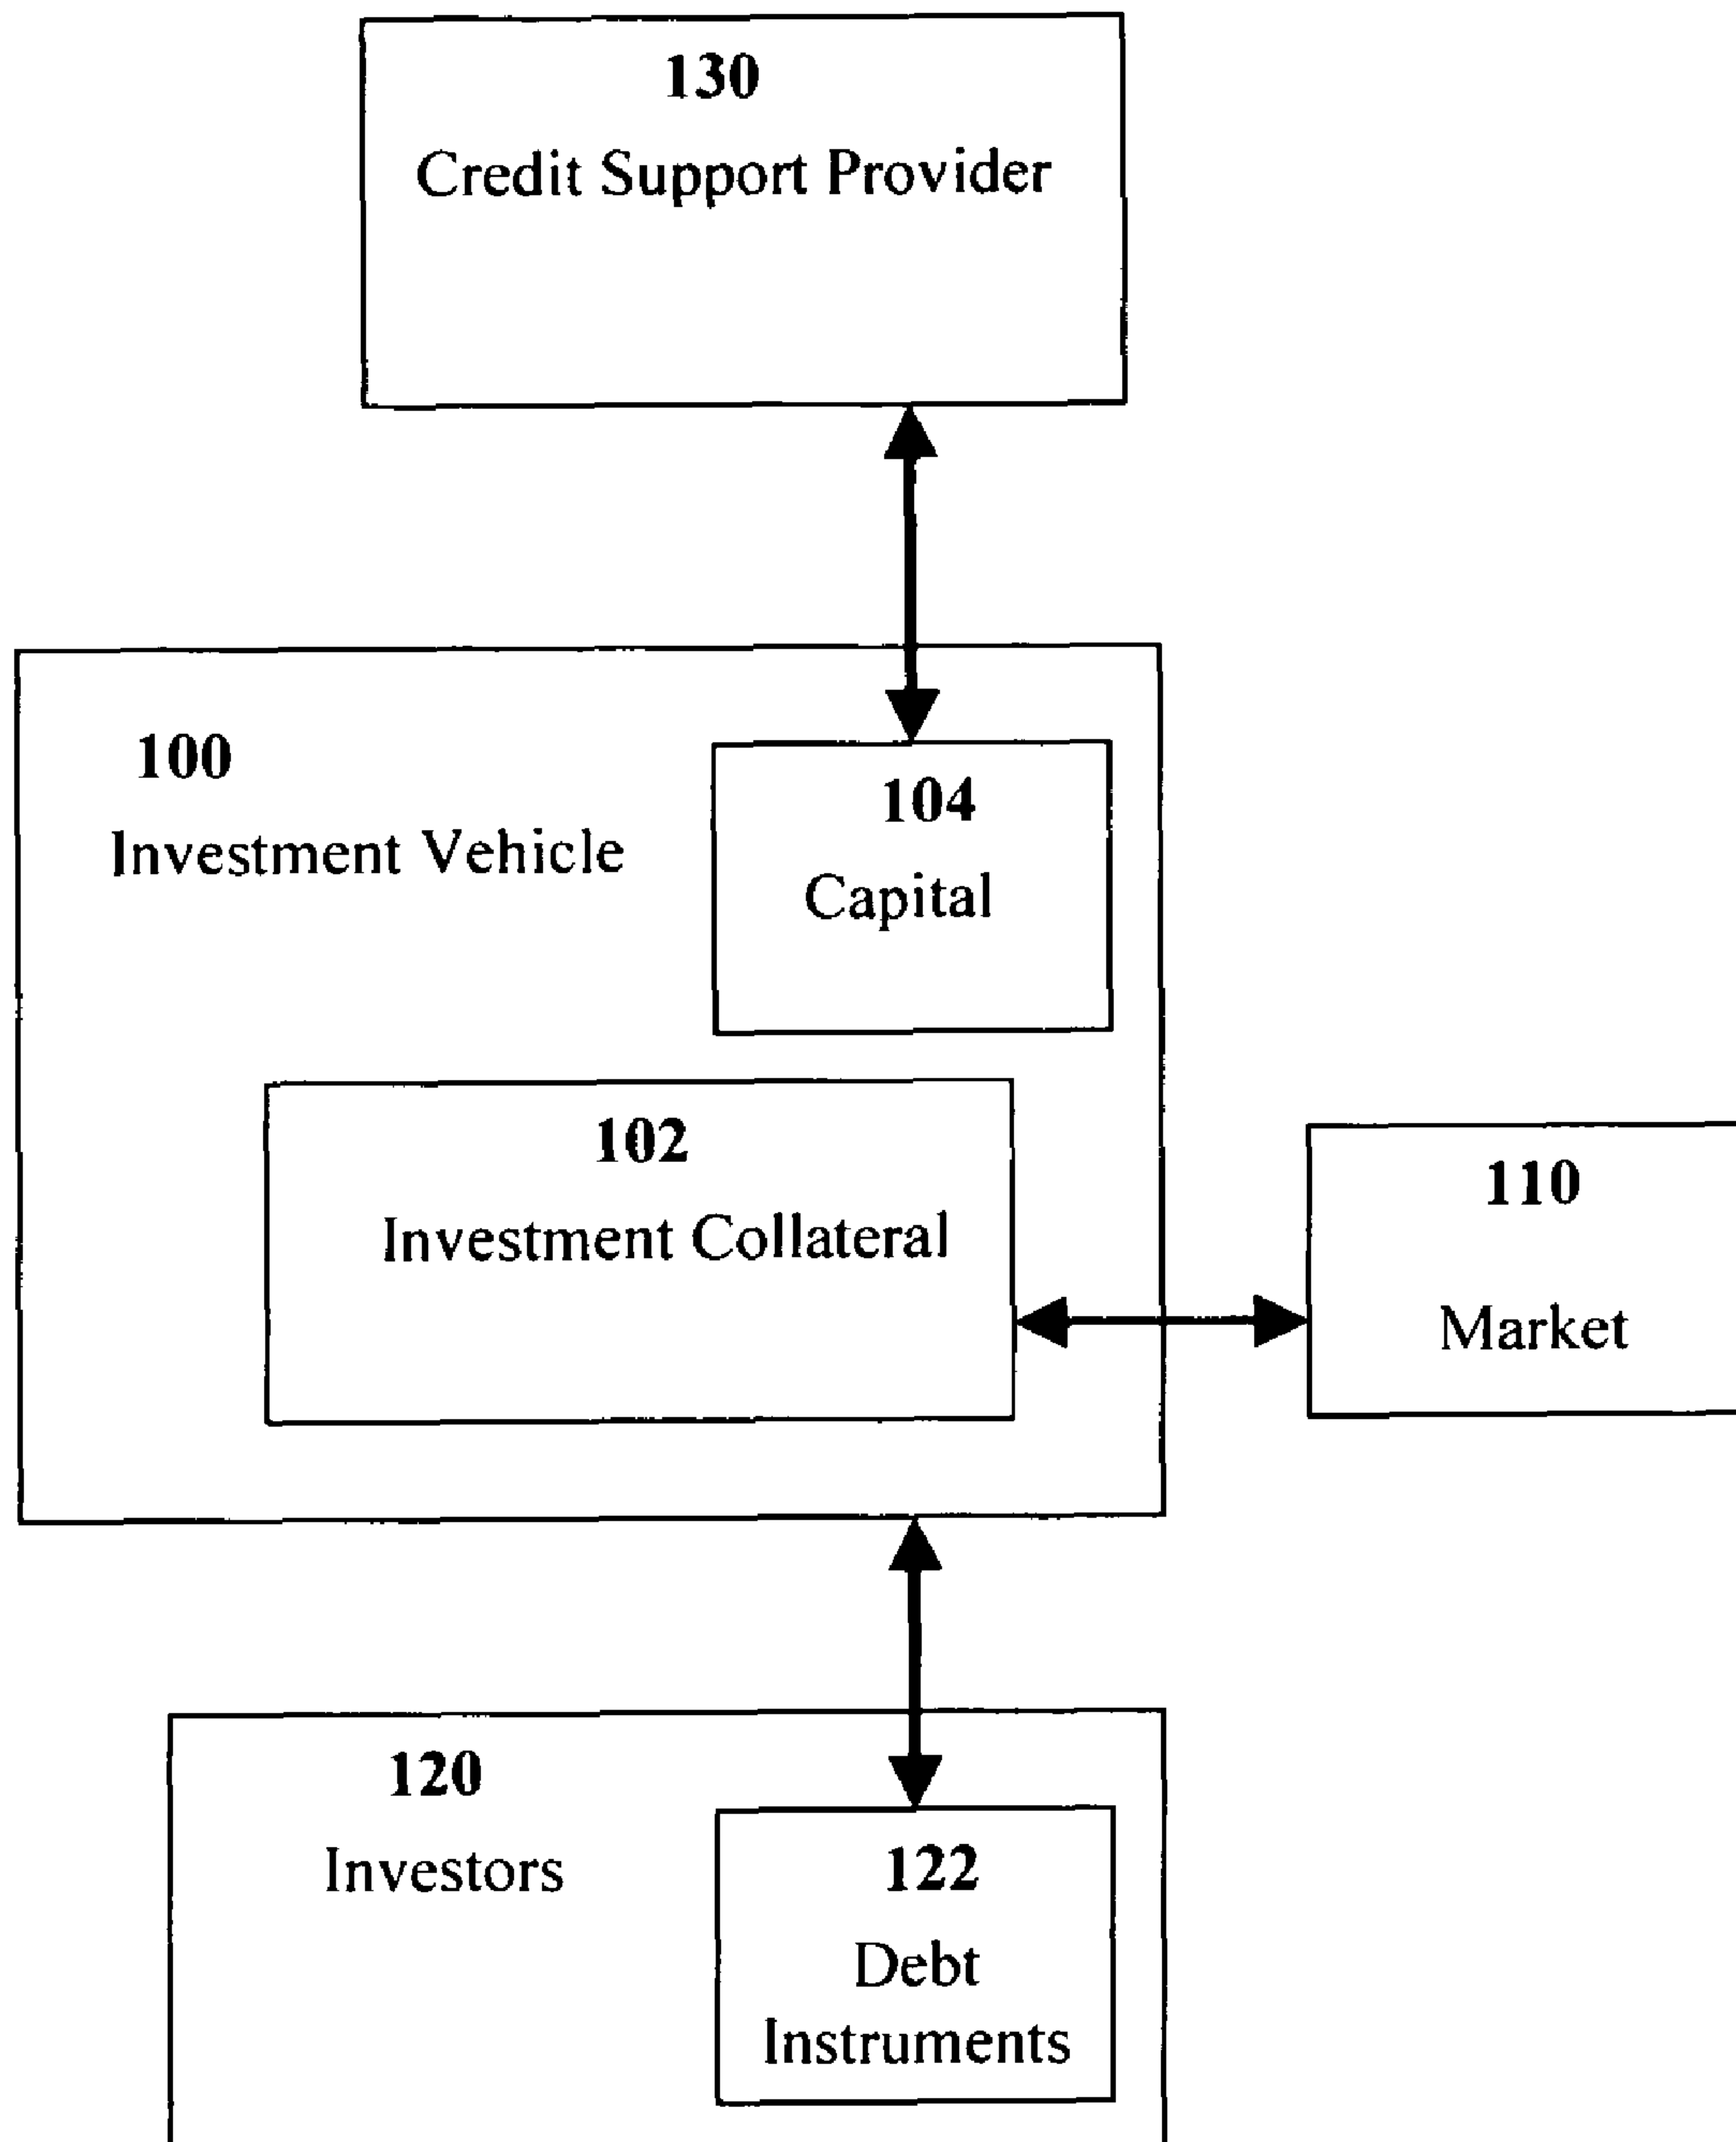 130
Credit Support Provider
100
Investment Vehicle
104
Capital
102
Investment Collateral
110
Market
120
Investors
122
Debt
Instruments